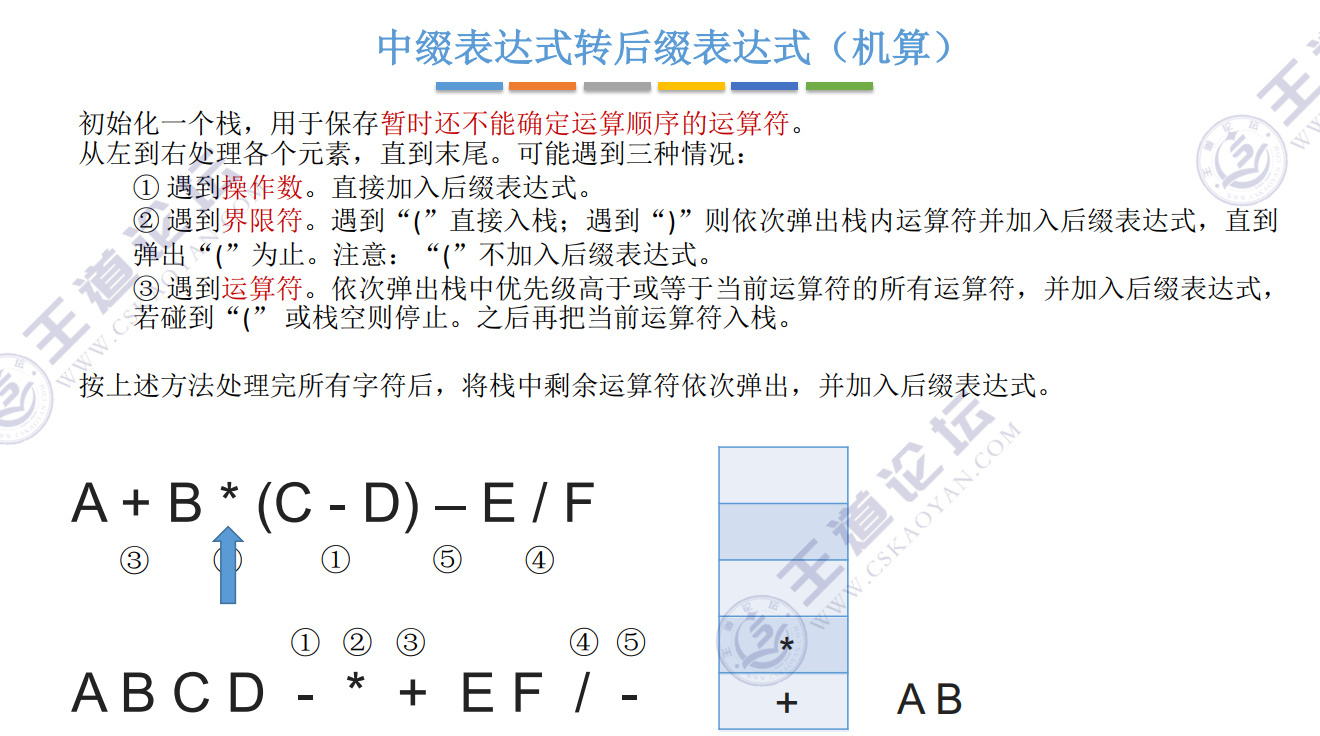 中缀表达式转后缀表达式（机算）
初始化一个栈，用于保存暂时还不能确定运算顺序的运算符。
从左到右处理各个元素，直到末尾。可能遇到三种情况：
① 遇到操作数。直接加入后缀表达式。
② 遇到界限符。遇到“(”直接入栈；遇到“)”则依次弹出栈内运算符并加入后缀表达式，直到
弹出“(”为止。注意：“(”不加入后缀表达式。
③ 遇到运算符。依次弹出栈中优先级高于或等于当前运算符的所有运算符，并加入后缀表达式，
若碰到“(” 或栈空则停止。之后再把当前运算符入栈。
按上述方法处理完所有字符后，将栈中剩余运算符依次弹出，并加入后缀表达式。
A + B * (C - D) – E / F
③ ① ⑤ ④
① ② ③ ④ ⑤
A B C D - * + E F / -
*
+
A B
王道论坛
WWW.CSKAOYAN.COM